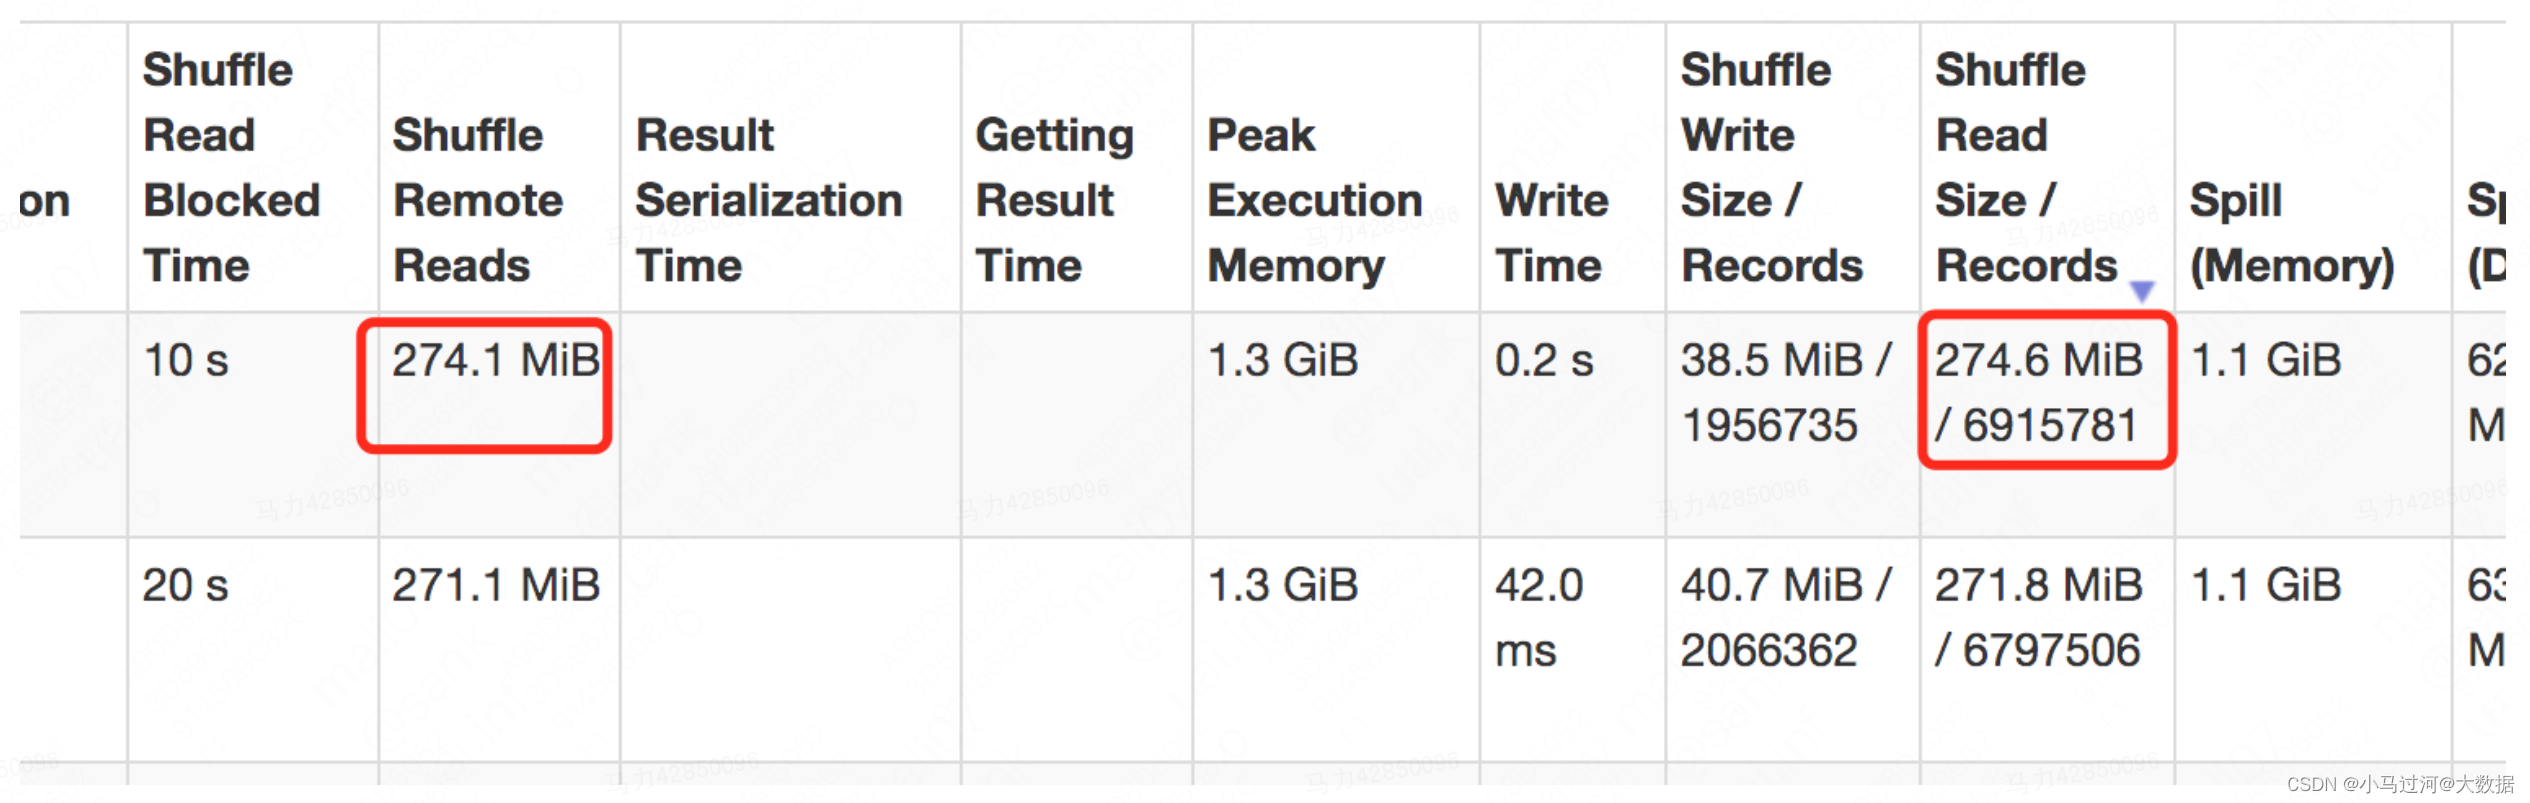 on
Shuffle
Read
Blocked
Time
Shuffle
Remote
Reads
Result
Serialization
Time
Getting
Result
Time
Peak
Execution
Memory
Write
Time
Shuffle
Write
Size /
Records
Shuffle
Read
Size /
Records
Spill
(Memory)
Sp
(D
10 s
274.1 MiB
1.3 GiB
0.2 s
38.5 MiB /
1956735
274.6 MiB
/ 6915781
1.1 GiB
62
M
20 s
271.1 MiB
1.3 GiB
42.0
ms
40.7 MiB /
2066362
271.8 MiB
/ 6797506
1.1 GiB
63
M
马力42850096
CSDN @小马过河@大数据